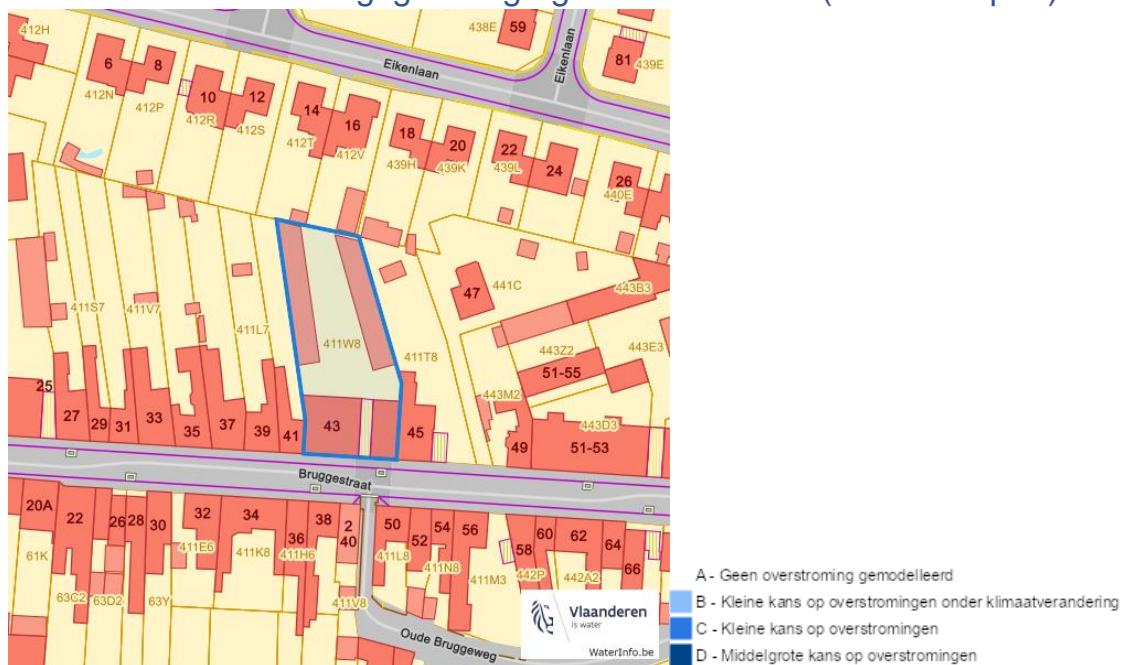 412H
438E
59
Eikenlaan
81
439E
6
8
Eikenlaan
412N
412P
10
12
412R
412S
14
16
412T
412V
18
20
439H
439K
22
24
439L
26
440E
47
441C
443B3
411S7
411V7
411L7
411W8
411T8
443Z2
443E3
51-55
443M2
25
27
29
31
33
35
37
39
41
43
45
49
443D3
51-53
Bruggestraat
20A
22
26
28
30
32
34
36
38
2
40
50
52
54
56
58
60
62
64
66
61K
63C2
63D2
63Y
411E6
411K8
411H6
411V8
411L8
411N8
411M3
442P
442A2
Oude Bruggeweg
Vlaanderen
is water
WaterInfo.be
A - Geen overstroming gemodelleerd
B - Kleine kans op overstromingen onder klimaatverandering
C - Kleine kans op overstromingen
D - Middelgrote kans op overstromingen